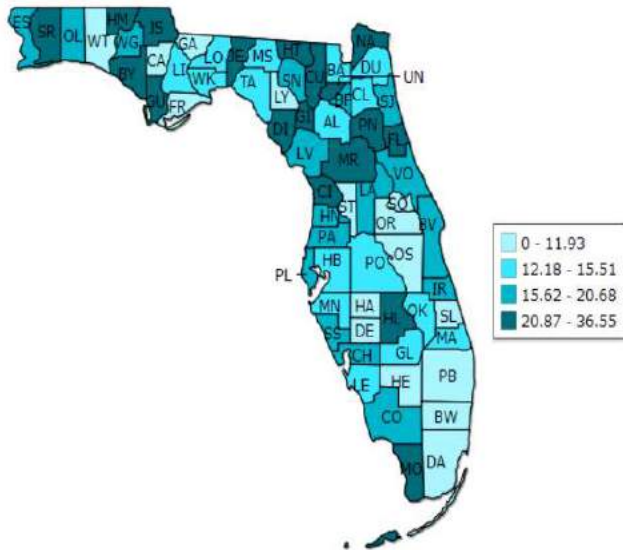 ES SR OL WT HM WG JS BY CA GU GA FR LI LO WK JE MS TA HT SN LY CU BA NA DU
UN
BF CL SJ DI GI AL PN FL
LV MR VO
CI ST LA SO
HN OR BV
PA OS
PL HB PO
IR
MN HA HL OK SL
SS DE MA
CH GL
LE HE PB
CO BW
MO DA
0 - 11.93
12.18 - 15.51
15.62 - 20.68
20.87 - 36.55